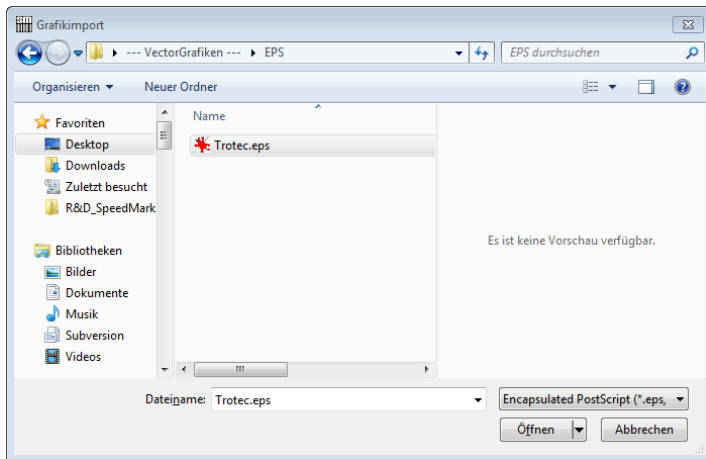 Grafikimport
--- VectorGrafiken --- EPS
EPS durchsuchen
Organisieren Neuer Ordner
Favoriten
Desktop
Downloads
Zuletzt besucht
R&D_SpeedMark
Bibliotheken
Bilder
Dokumente
Musik
Subversion
Videos
Name
Trotec.eps
Es ist keine Vorschau verfügbar.
Dateiname: Trotec.eps
Encapsulated PostScript (*.eps,
Öffnen Abbrechen